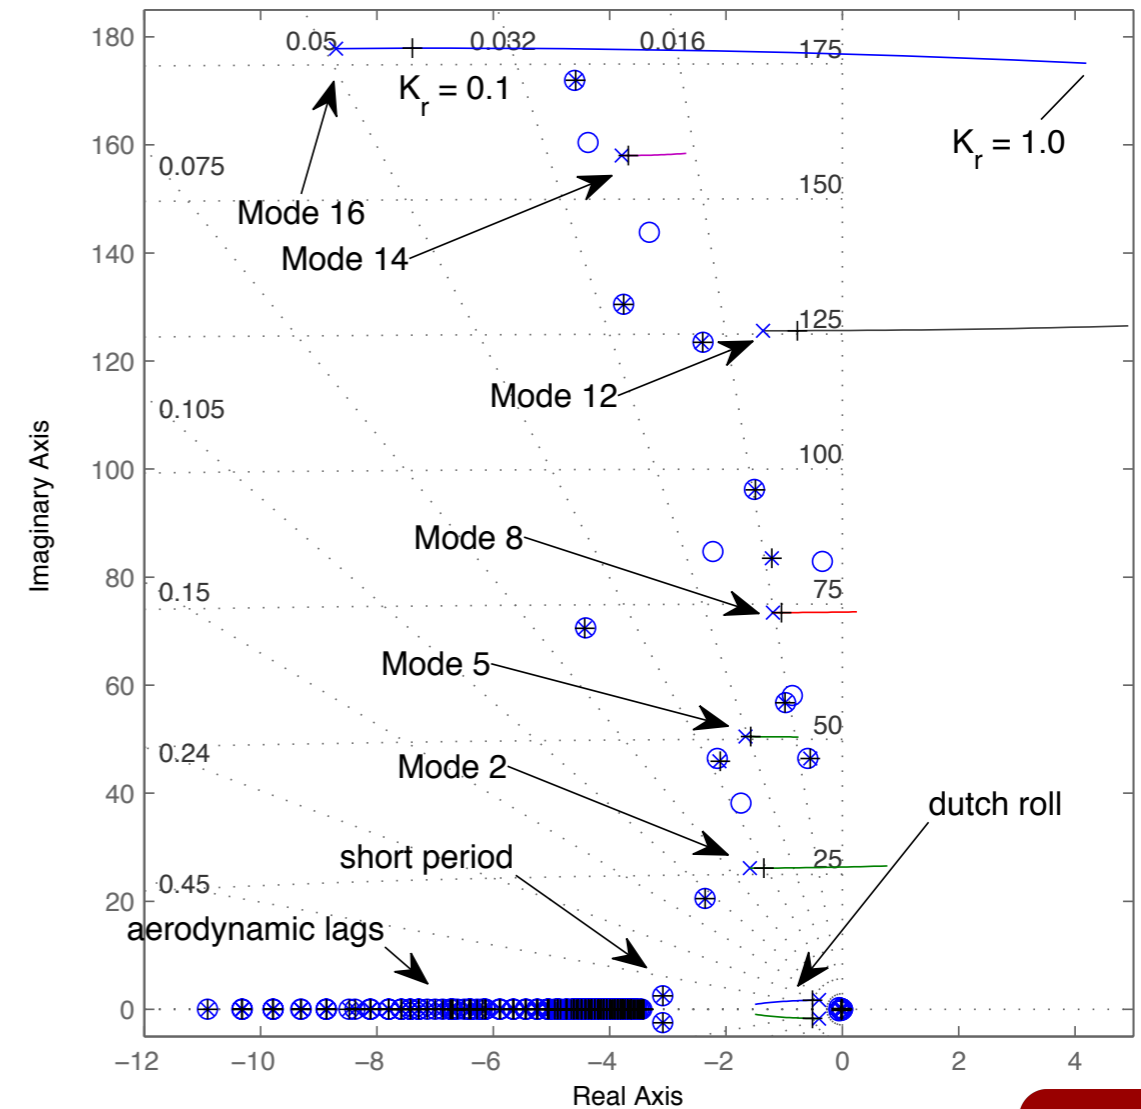 180
0.05
0.032
0.016
175
K_r = 0.1
K_r = 1.0
160
0.075
150
Mode 16
Mode 14
140
125
120
Mode 12
0.105
100
100
Mode 8
80
75
0.15
Mode 5
60
50
0.24
Mode 2
40
dutch roll
short period
25
0.45
20
aerodynamic lags
0
−12
−10
−8
−6
−4
−2
0
2
4
Real Axis
Imaginary Axis